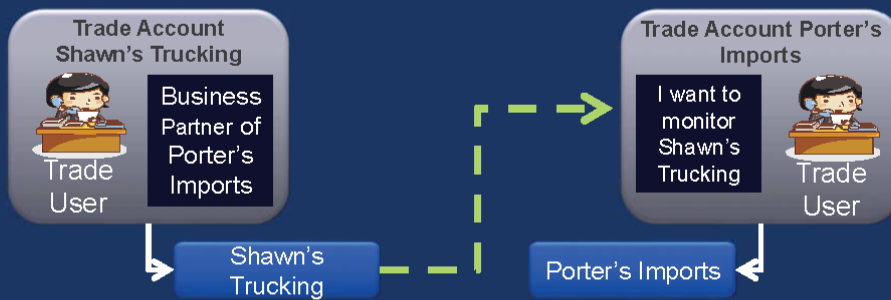 Trade Account
Shawn's Trucking
Business
Partner of
Porter's
Imports
Trade
User
Shawn's
Trucking
Trade Account Porter's
Imports
I want to
monitor
Shawn's
Trucking
Trade
User
Porter's Imports